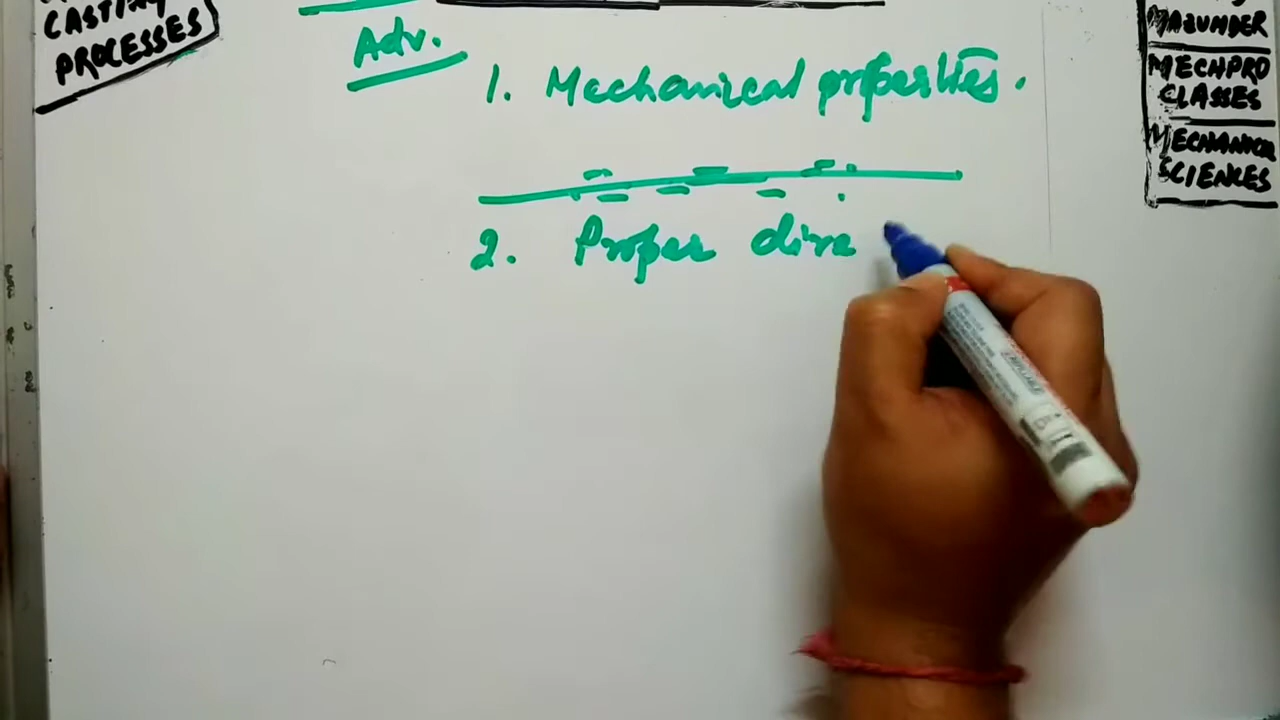 CASTING
PROCESSES
Adv.
1. Mechanical properties.
2. Proper dire
MAZUMDER
MECHPRO
CLASSES
MECHANICAL
SCIENCES